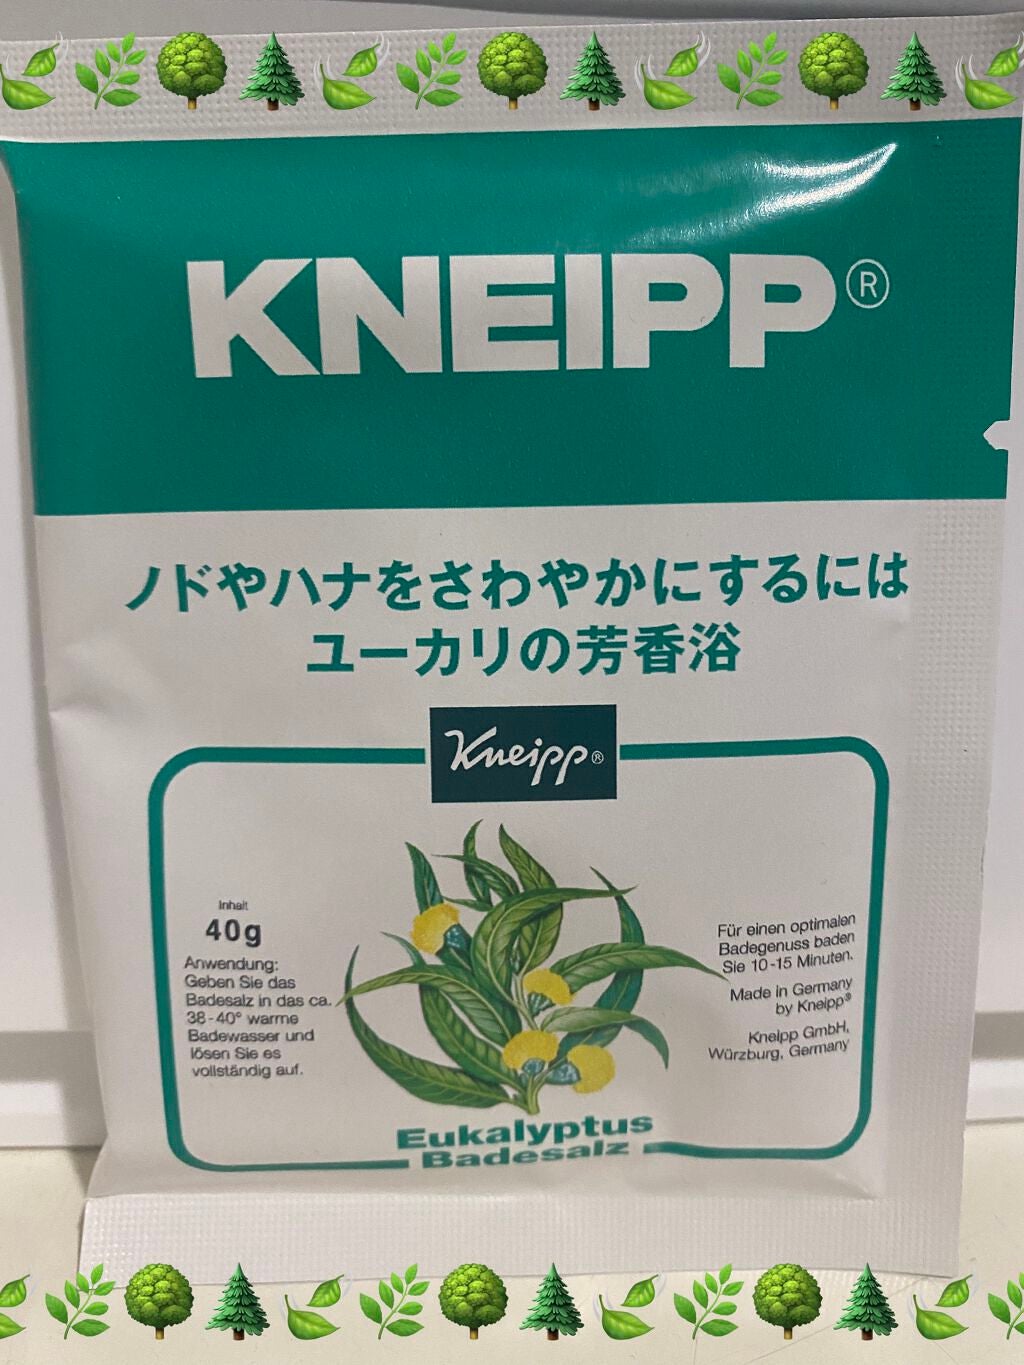 KNEIPP®
ノドやハナをさわやかにするには
ユーカリの芳香浴
Kneipp®
Inhalt
40g
Anwendung:
Geben Sie das
Badesalz in das ca.
38-40° warme
Badewasser und
lösen Sie es
vollständig auf.
Für einen optimalen
Badegenuss baden
Sie 10-15 Minuten.
Made in Germany
by Kneipp®
Kneipp GmbH,
Würzburg, Germany
Eukalyptus
Badesalz